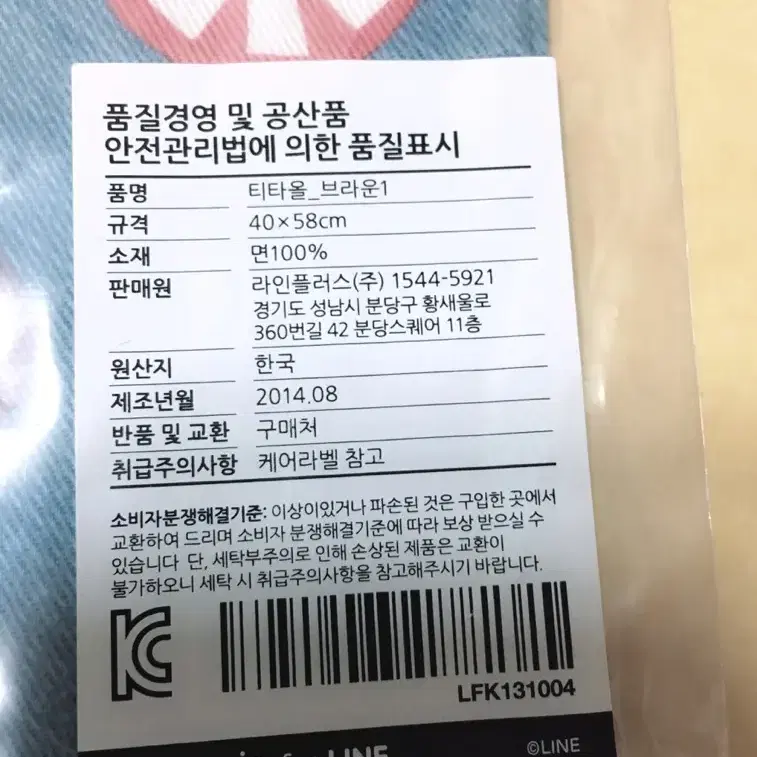 품질경영 및 공산품
안전관리법에 의한 품질표시
품명 티타올_브라운1
규격 40×58cm
소재 면100%
판매원 라인플러스(주) 1544-5921
경기도 성남시 분당구 황새울로
360번길 42 분당스퀘어 11층
원산지 한국
제조년월 2014.08
반품 및 교환 구매처
취급주의사항 케어라벨 참고
소비자분쟁해결기준: 이상이있거나 파손된 것은 구입한 곳에서
교환하여 드리며 소비자 분쟁해결기준에 따라 보상 받으실 수
있습니다. 단, 세탁부주의로 인해 손상된 제품은 교환이
불가하오니 세탁 시 취급주의사항을 참고해주시기 바랍니다.
LFK131004
LINE
©LINE